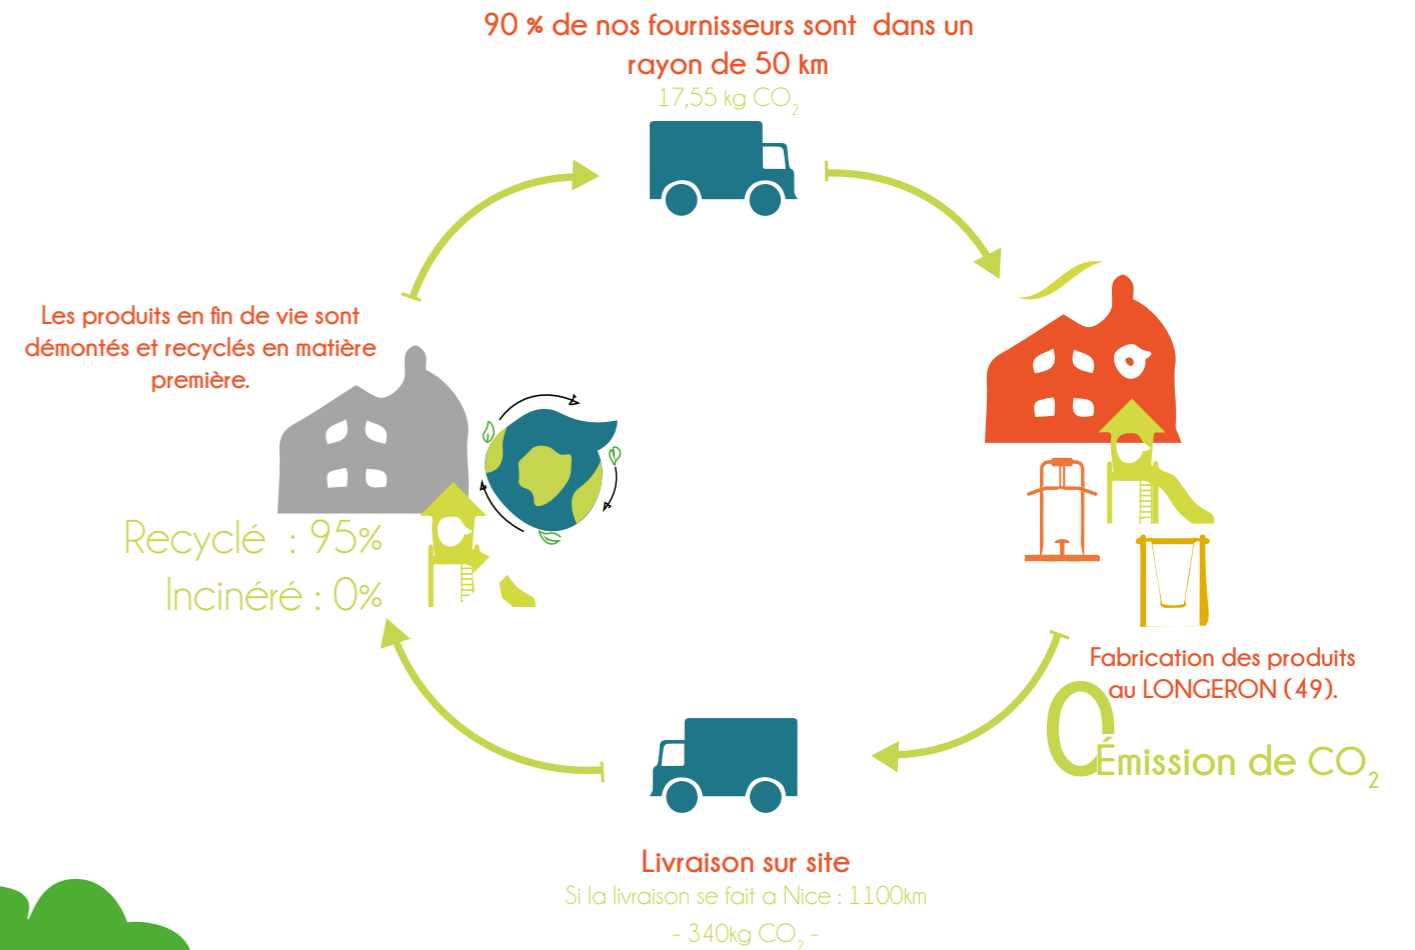 90 % de nos fournisseurs sont dans un
rayon de 50 km
17,55 kg CO₂
Les produits en fin de vie sont
démontés et recyclés en matière
première.
Recyclé : 95%
Incinéré : 0%
Fabrication des produits
au LONGERON (49).
0 Émission de CO₂
Livraison sur site
Si la livraison se fait a Nice : 1100km
- 340kg CO₂ -